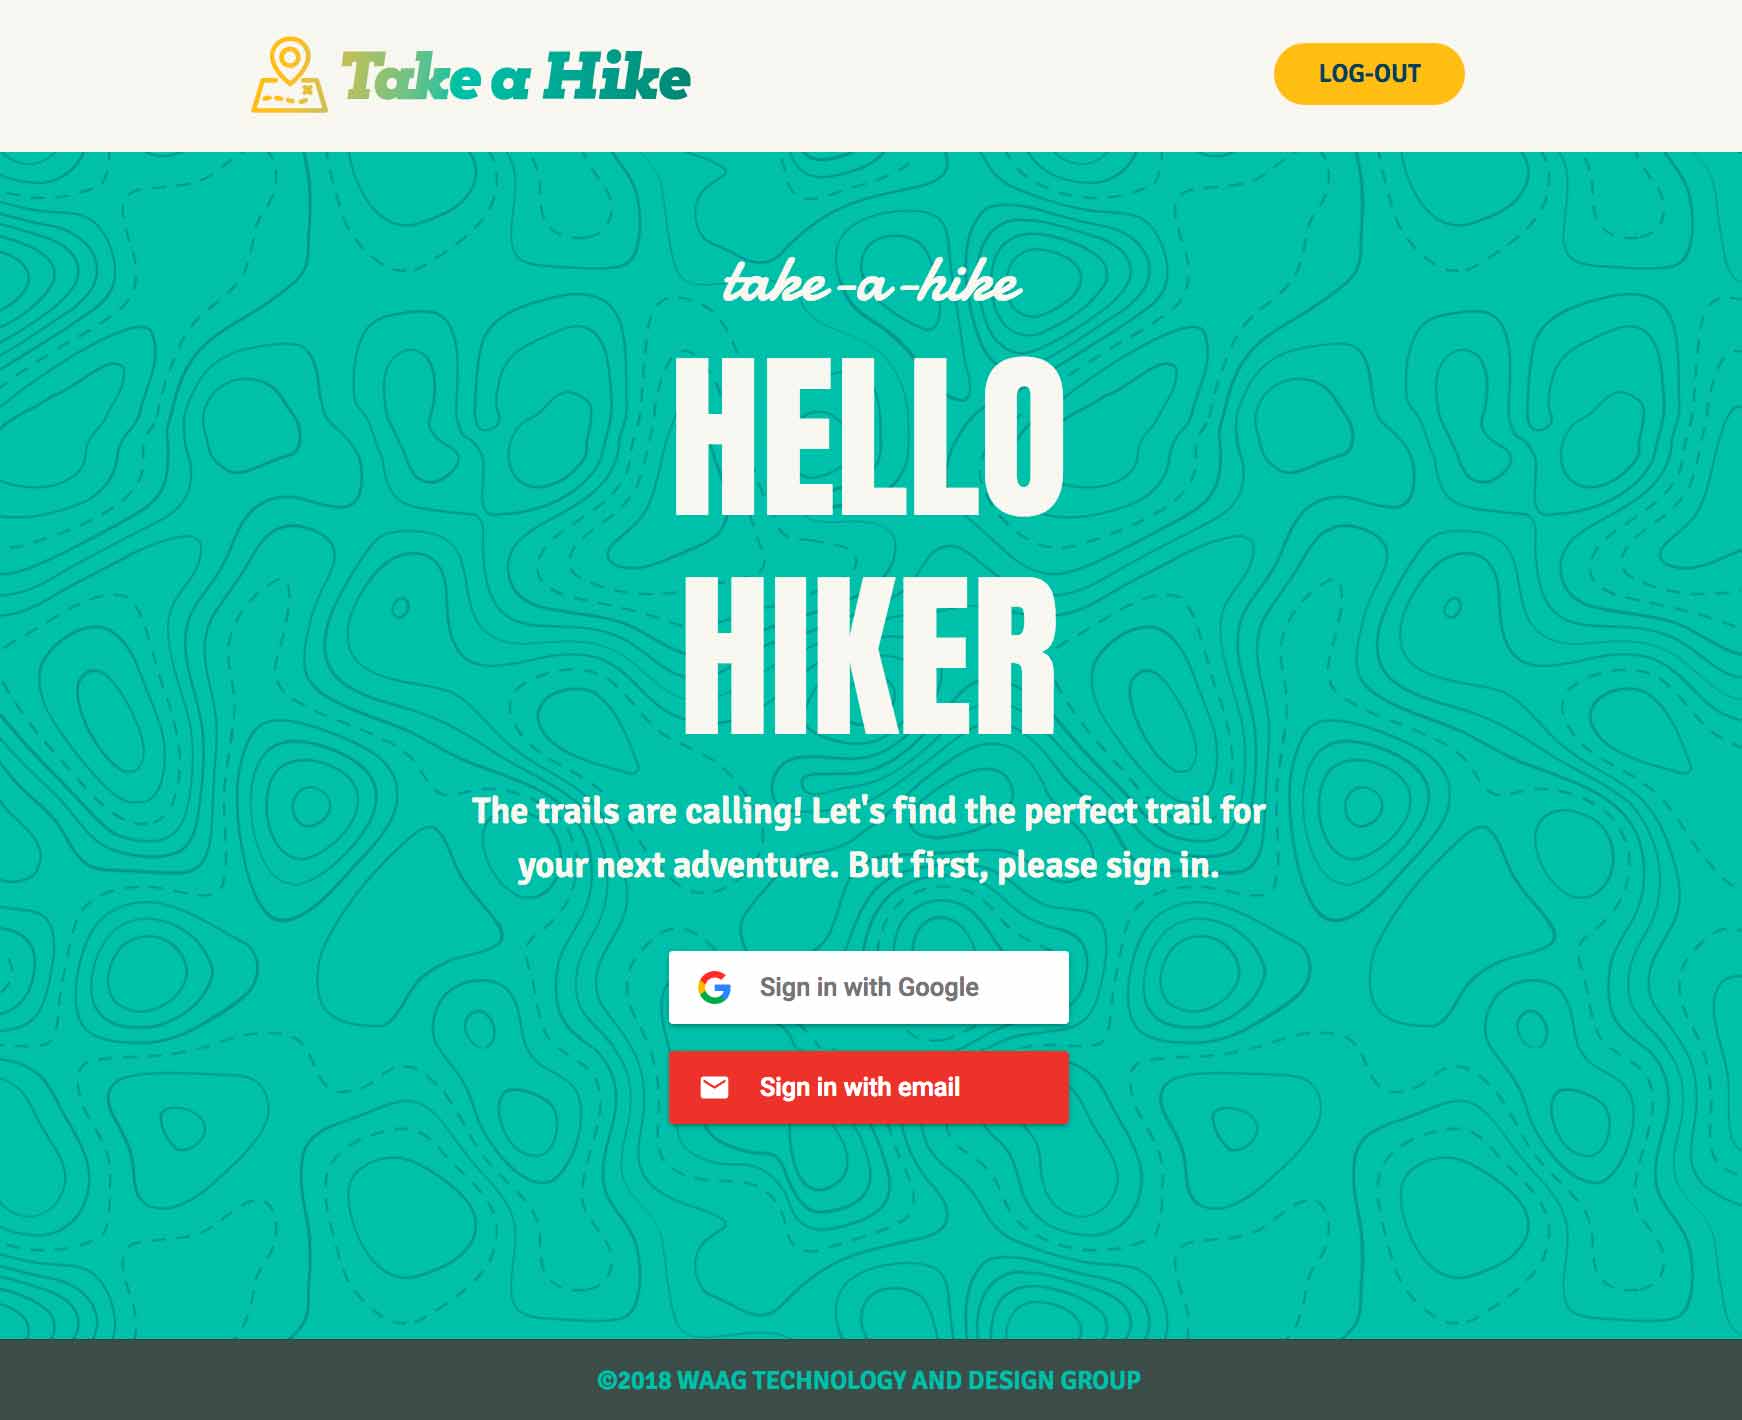 Take a Hike
LOG-OUT
take-a-hike
HELLO
HIKER
The trails are calling! Let's find the perfect trail for
your next adventure. But first, please sign in.
Sign in with Google
Sign in with email
©2018 WAAG TECHNOLOGY AND DESIGN GROUP